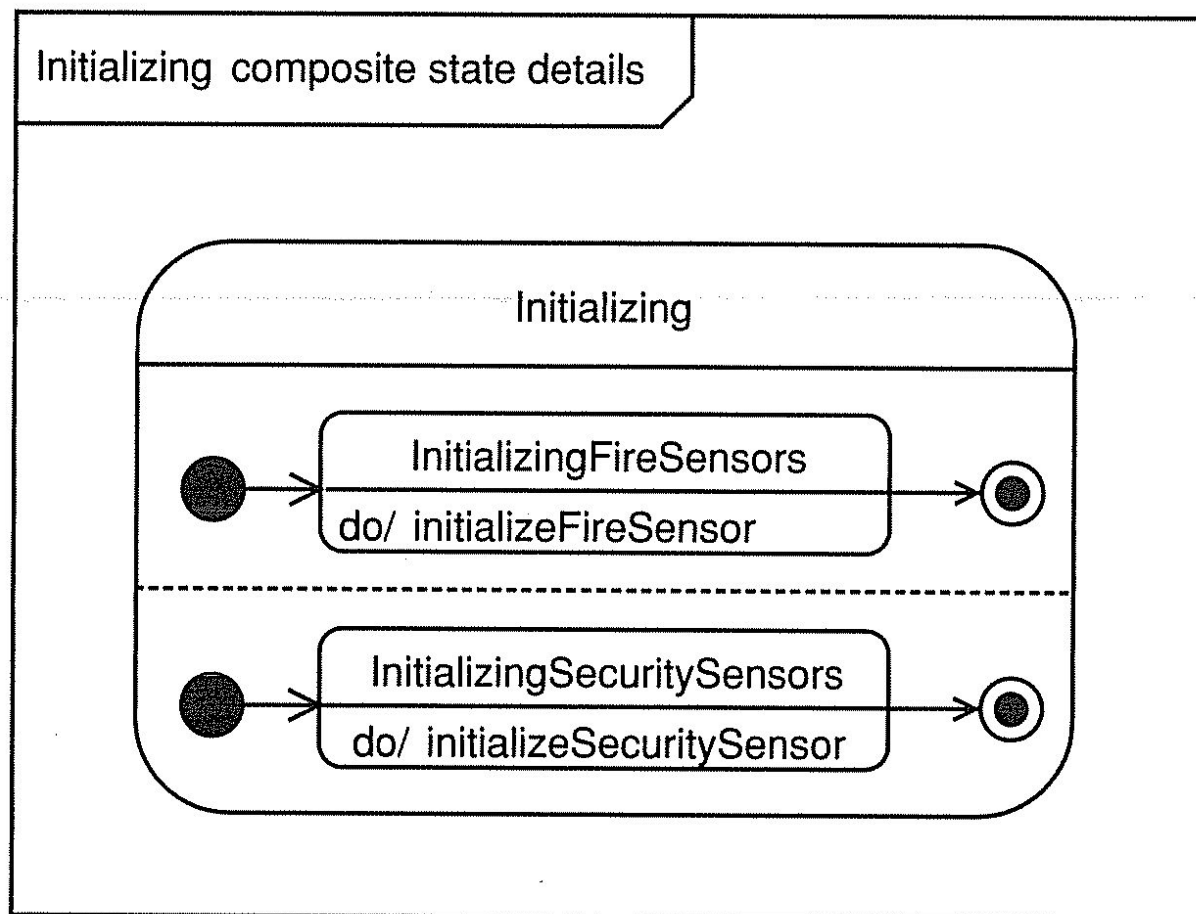 Initializing composite state details
Initializing
InitializingFireSensors
do/ initializeFireSensor
InitializingSecuritySensors
do/ initializeSecuritySensor